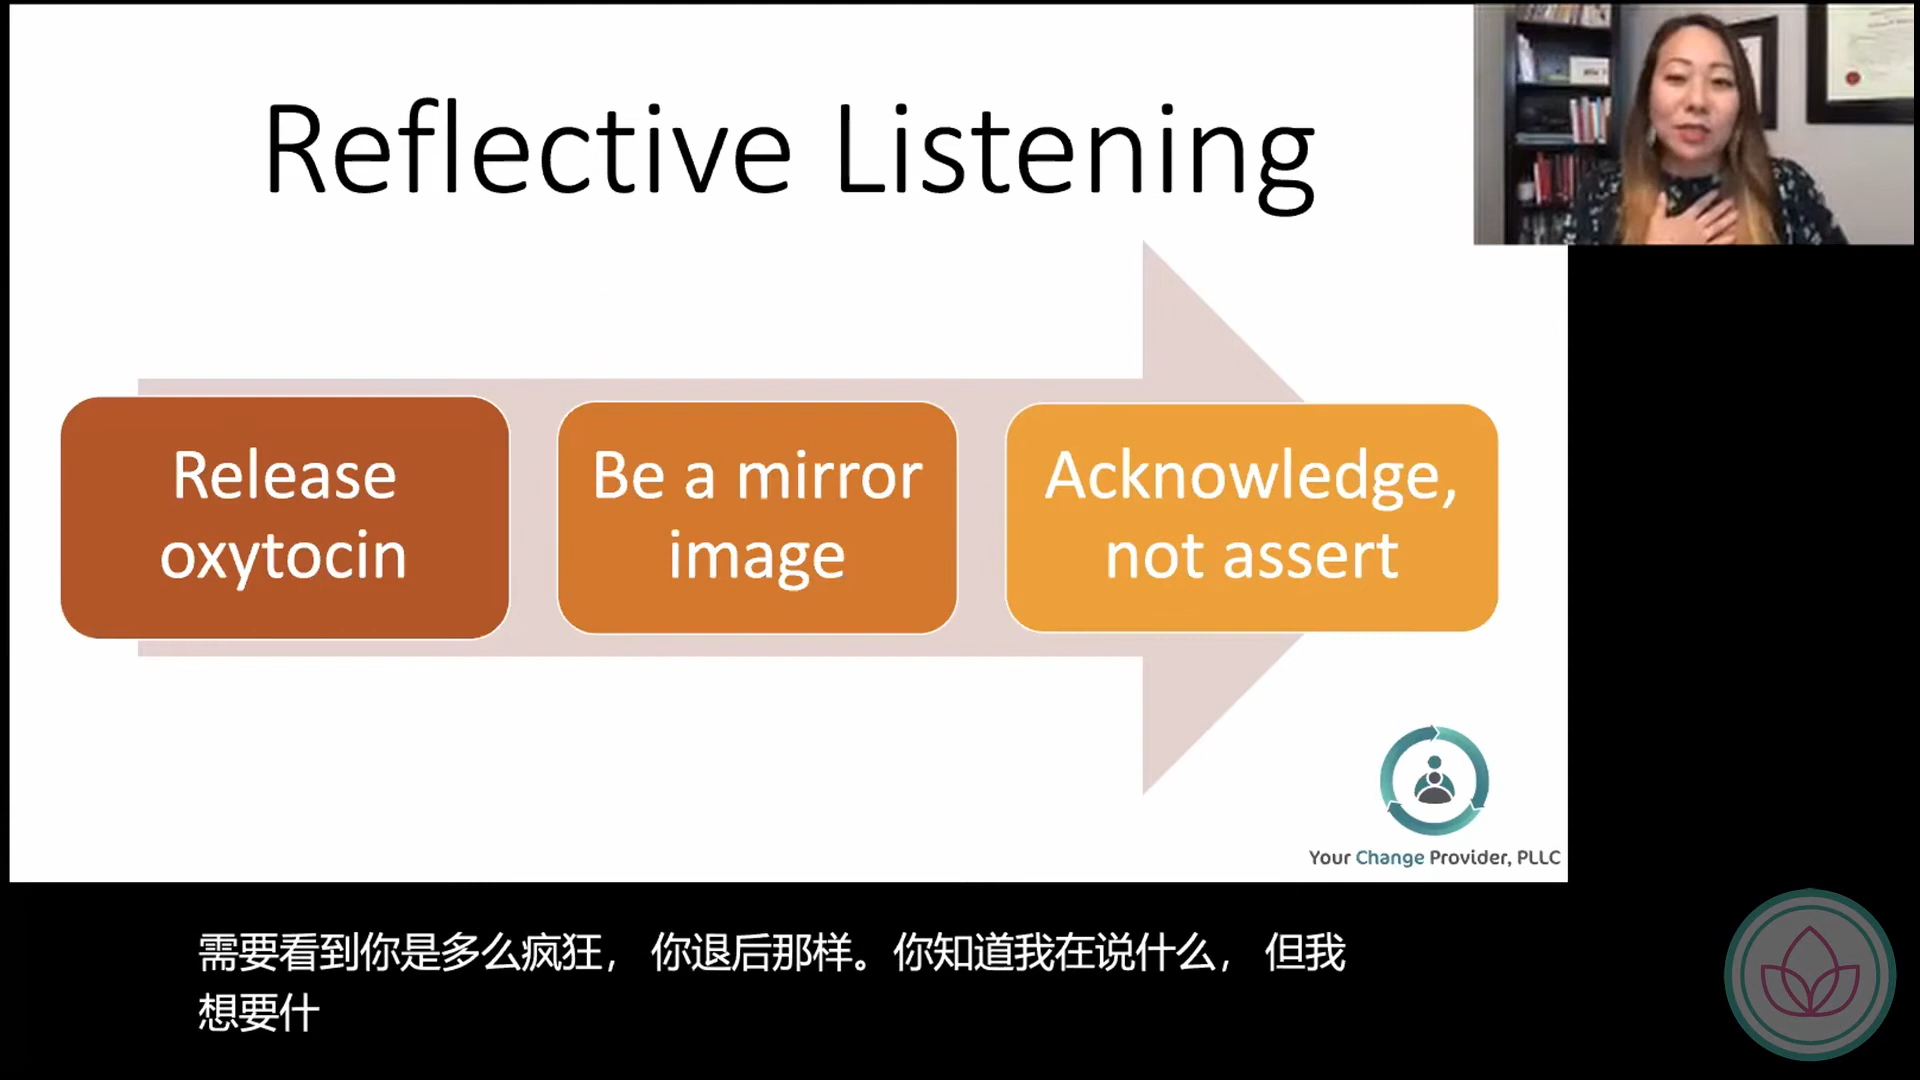 Reflective Listening
Release
oxytocin
Be a mirror
image
Acknowledge,
not assert
Your Change Provider, PLLC
需要看到你是多么疯狂， 你退后那样。你知道我在说什么， 但我
想要什